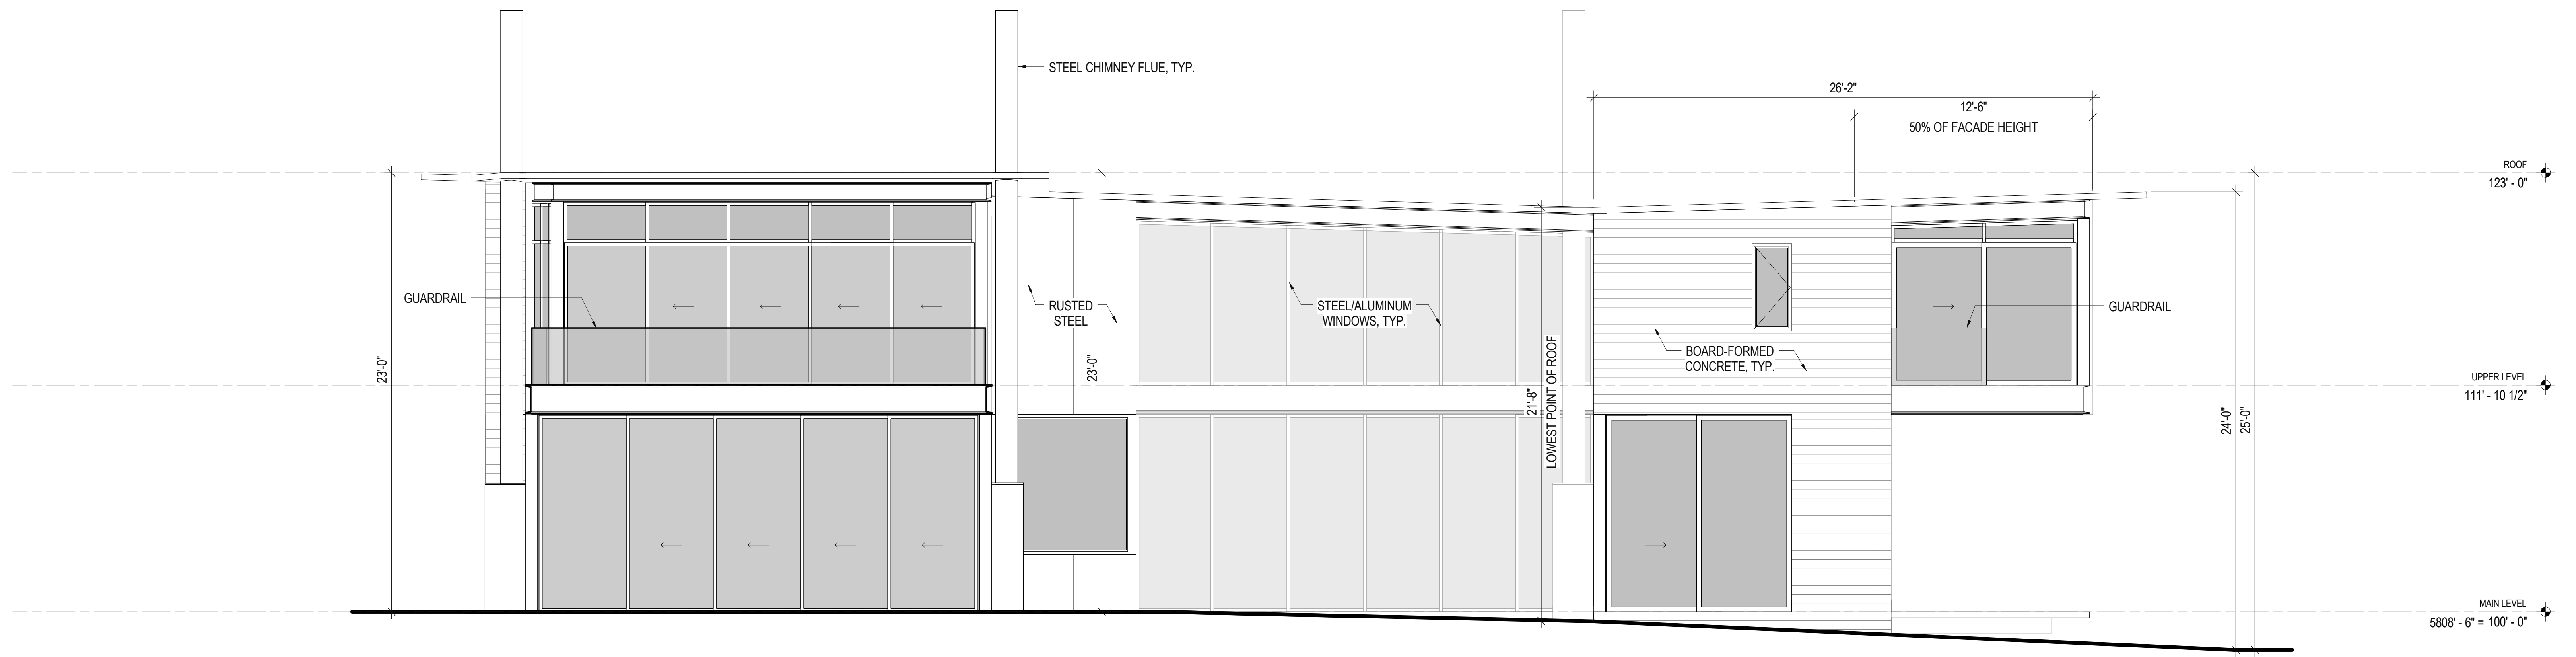 STEEL CHIMNEY FLUE, TYP.
26'-2"
12'-6"
50% OF FACADE HEIGHT
ROOF
123' - 0"
GUARDRAIL
RUSTED
STEEL
STEEL/ALUMINUM
WINDOWS, TYP.
BOARD-FORMED
CONCRETE, TYP.
GUARDRAIL
23'-0"
23'-0"
21'-8"
LOWEST POINT OF ROOF
24'-0"
25'-0"
UPPER LEVEL
111' - 10 1/2"
MAIN LEVEL
5808' - 6" = 100' - 0"